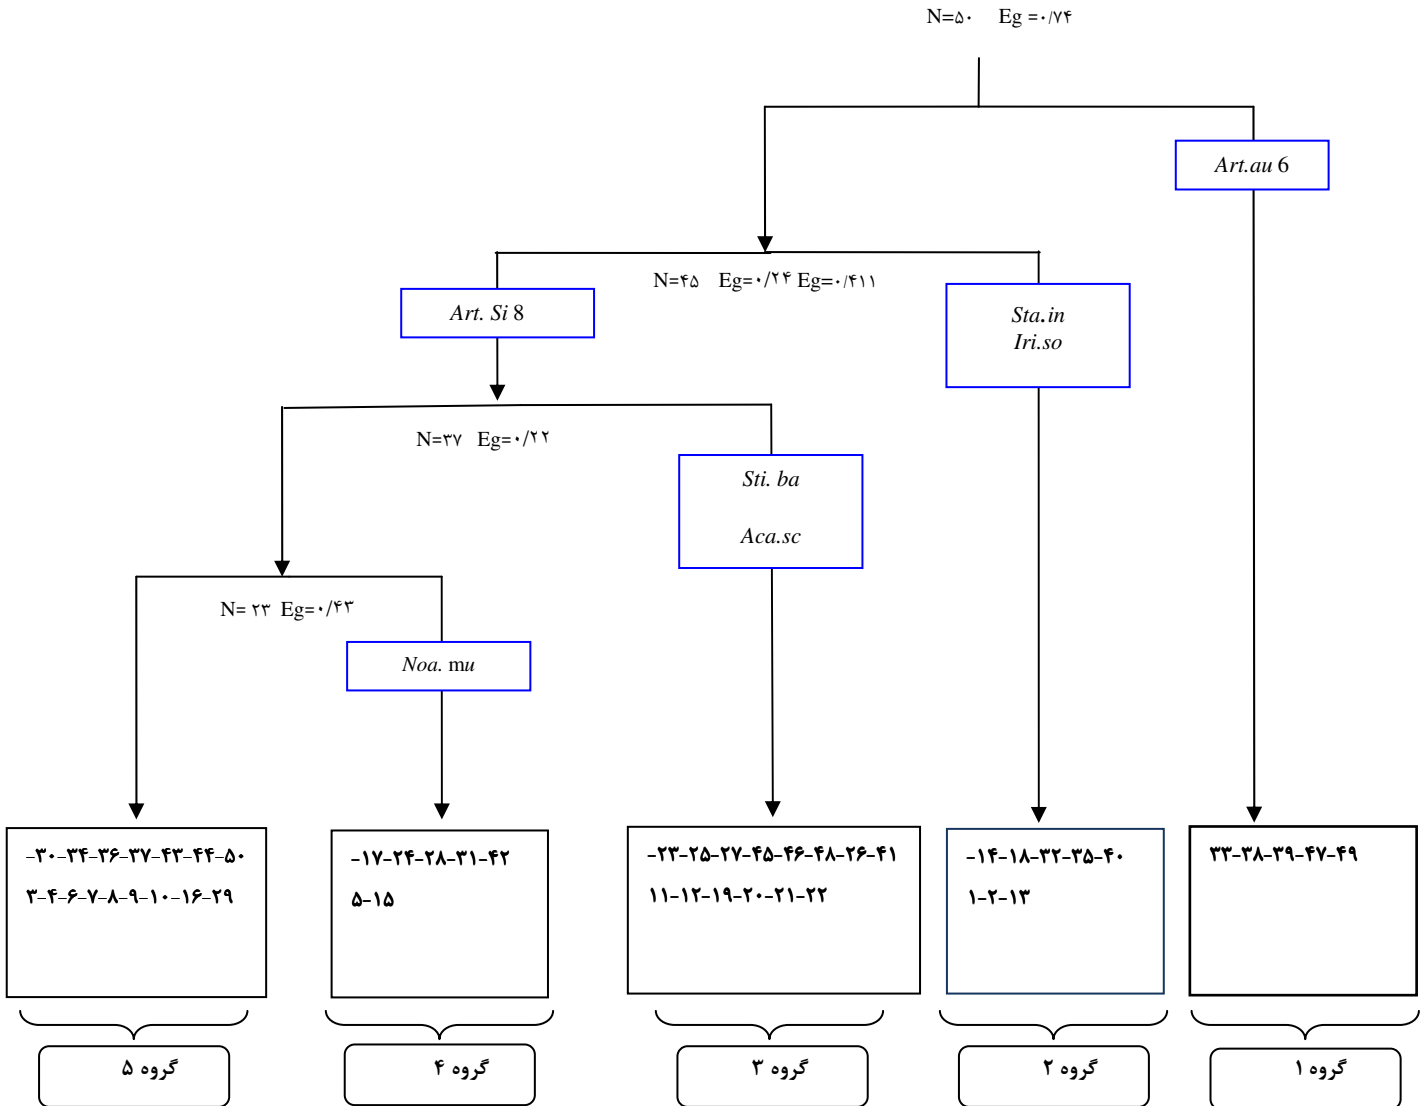 N=۵۰ Eg =۰/۷۴
Art.au 6
N=۴۵ Eg=۰/۲۴ Eg=۰/۴۱۱
Art. Si 8
Sta.in
Iri.so
N=۳۷ Eg=۰/۲۲
Sti. ba
Aca.sc
N= ۲۳ Eg=۰/۴۳
Noa. mu
-۳۰-۳۴-۳۶-۳۷-۴۳-۴۴-۵۰
۳-۴-۶-۷-۸-۹-۱۰-۱۶-۲۹
-۱۷-۲۴-۲۸-۳۱-۴۲
۵-۱۵
-۲۳-۲۵-۲۷-۴۵-۴۶-۴۸-۲۶-۴۱
۱۱-۱۲-۱۹-۲۰-۲۱-۲۲
-۱۴-۱۸-۳۲-۳۵-۴۰
۱-۲-۱۳
۳۳-۳۸-۳۹-۴۷-۴۹
گروه ۵
گروه ۴
گروه ۳
گروه ۲
گروه ۱